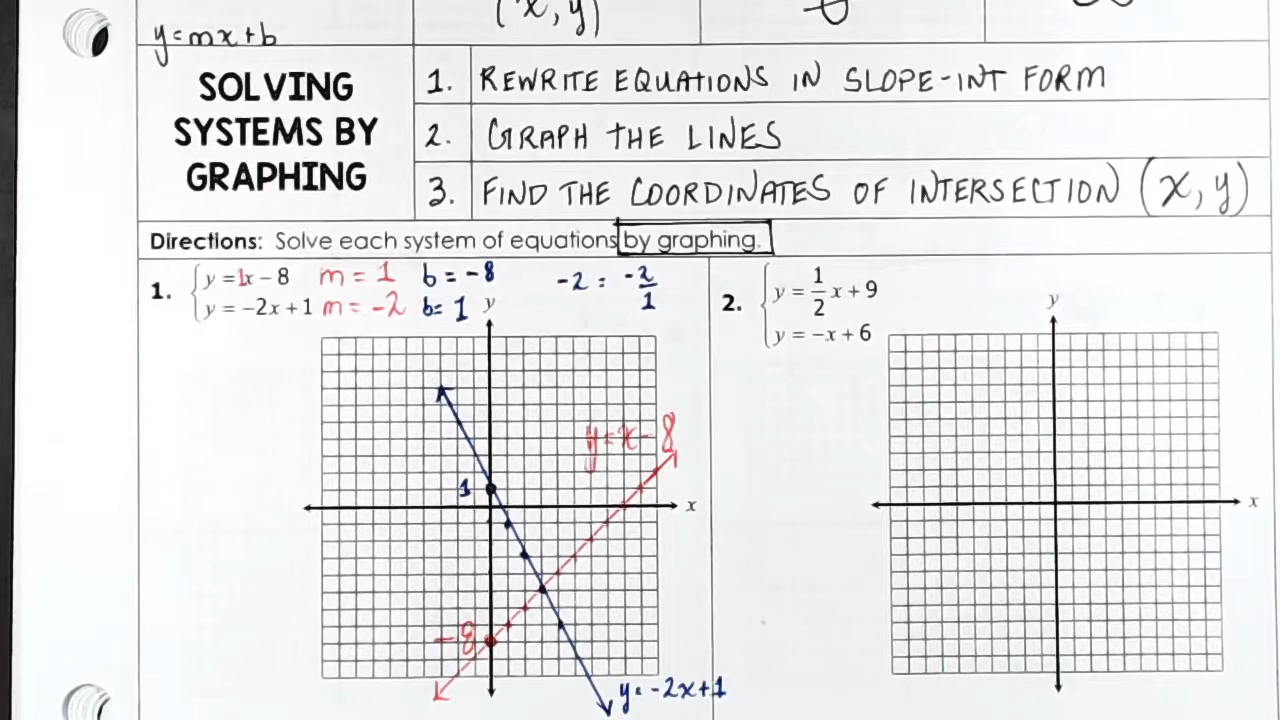 (x, y)
y=mx+b
SOLVING
SYSTEMS BY
GRAPHING
1. REWRITE EQUATIONS IN SLOPE-INT FORM
2. GRAPH THE LINES
3. FIND THE COORDINATES OF INTERSECTION (x, y)
Directions: Solve each system of equations by graphing.
1. { y = 1x − 8 m = 1 b = -8
y = −2x + 1 m = -2 b = 1
-2 = -2/1
y
1
x
y = x - 8
-8
y = -2x+1
2. { y = 1/2 x + 9
y = −x + 6
y
x